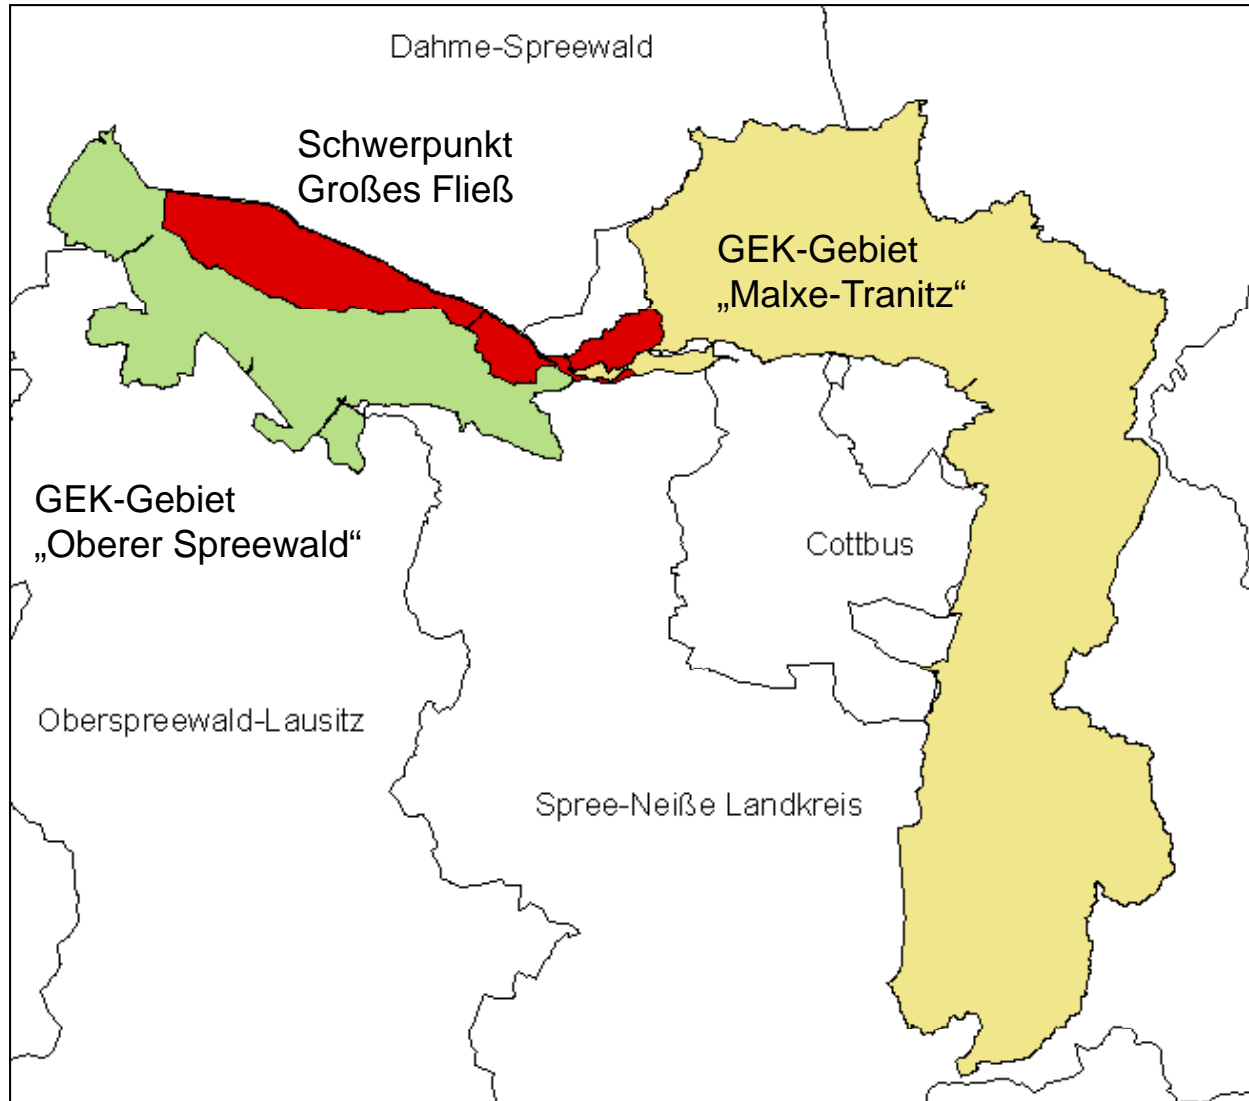 Dahme-Spreewald
Schwerpunkt
Großes Fließ
GEK-Gebiet
„Malxe-Tranitz“
GEK-Gebiet
„Oberer Spreewald“
Cottbus
Oberspreewald-Lausitz
Spree-Neiße Landkreis